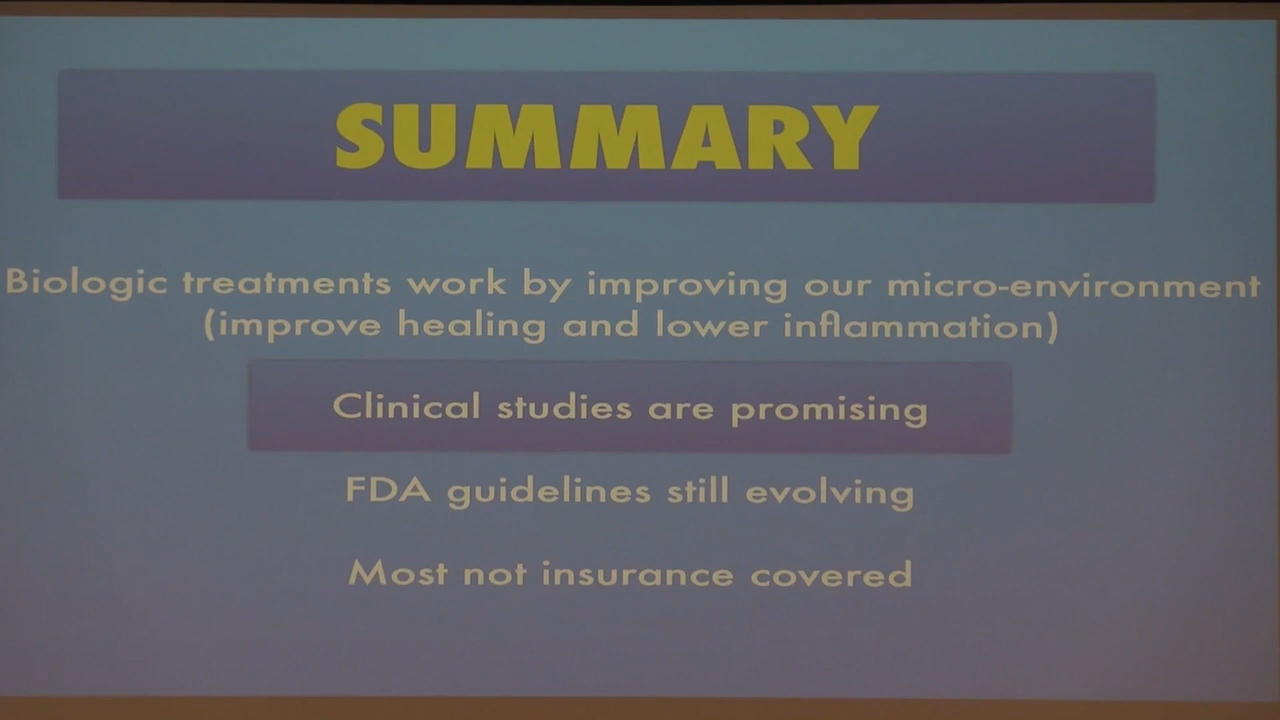 SUMMARY
Biologic treatments work by improving our micro-environment
(improve healing and lower inflammation)
Clinical studies are promising
FDA guidelines still evolving
Most not insurance covered